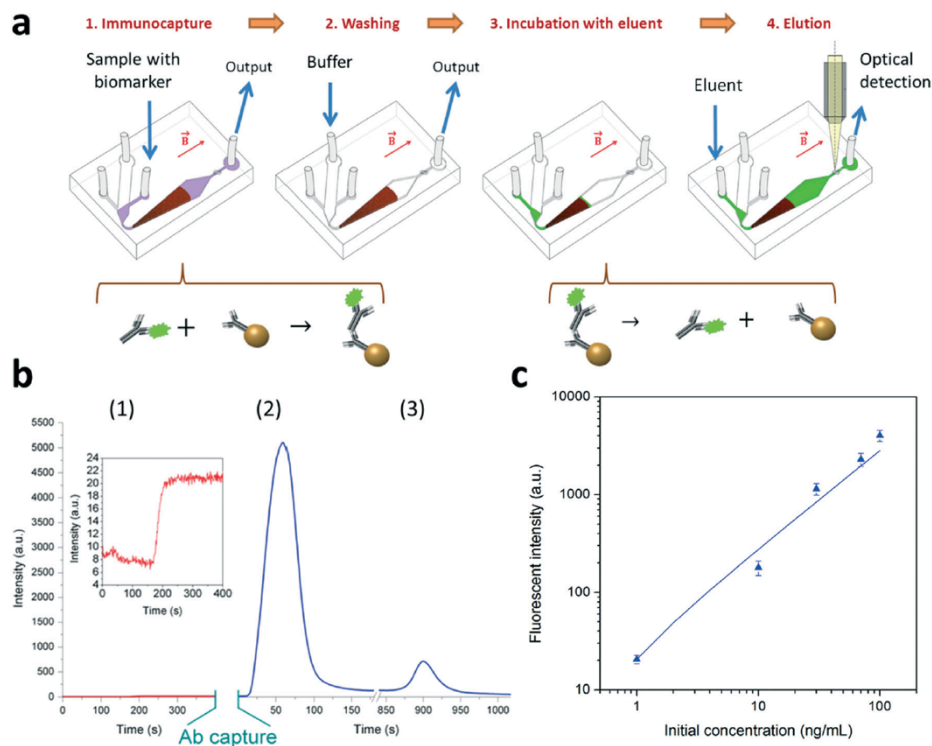 a
1. Immunocapture
2. Washing
3. Incubation with eluent
4. Elution
Sample with
biomarker
Output
Buffer
Output
Eluent
Optical
detection
B
B
B
B
+
→
→
+
b
(1)
(2)
(3)
5500
5000
4500
4000
3500
3000
2500
2000
1500
1000
500
0
Intensity (a.u.)
24
22
20
18
16
14
12
10
8
6
4
Intensity (a.u.)
0 100 200 300 400
Time (s)
0 100 200 300
50 100 150 800 900 1000
Time (s)
Time (s)
Time (s)
Ab capture
c
10000
1000
100
10
Fluorescent intensity (a.u.)
1 10 100
Initial concentration (ng/mL)